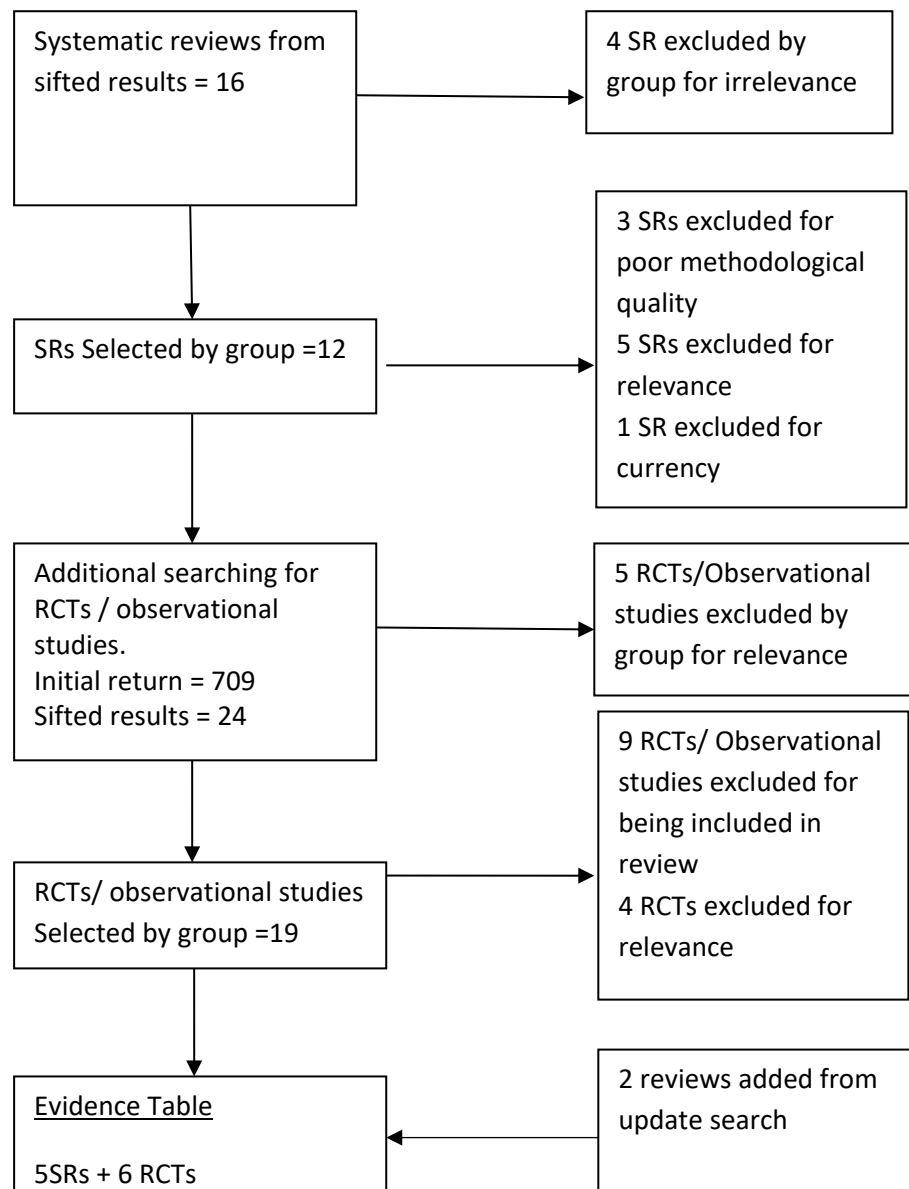 Systematic reviews from
sifted results = 16
4 SR excluded by
group for irrelevance
3 SRs excluded for
poor methodological
quality
5 SRs excluded for
relevance
1 SR excluded for
currency
SRs Selected by group =12
Additional searching for
RCTs / observational
studies.
Initial return = 709
Sifted results = 24
5 RCTs/Observational
studies excluded by
group for relevance
9 RCTs/ Observational
studies excluded for
being included in
review
4 RCTs excluded for
relevance
RCTs/ observational studies
Selected by group =19
2 reviews added from
update search
Evidence Table
5SRs + 6 RCTs